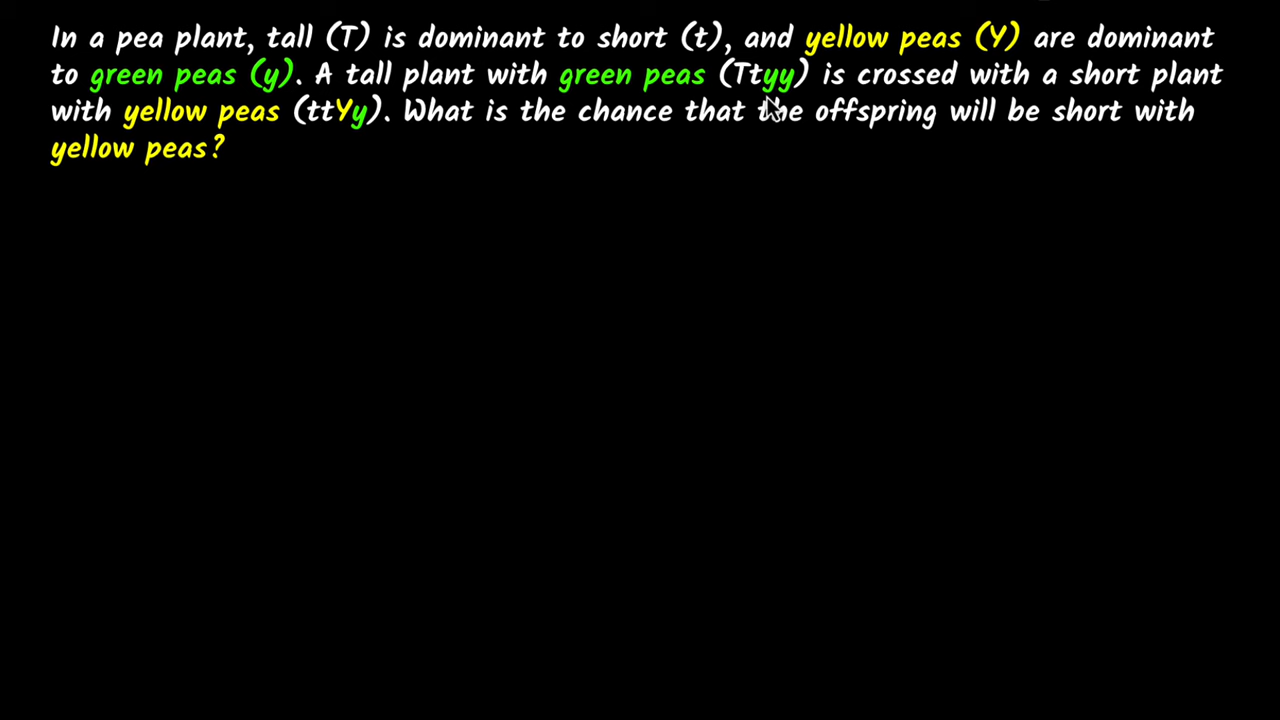 In a pea plant, tall (T) is dominant to short (t), and yellow peas (Y) are dominant
to green peas (y). A tall plant with green peas (Ttyy) is crossed with a short plant
with yellow peas (ttYy). What is the chance that the offspring will be short with
yellow peas?